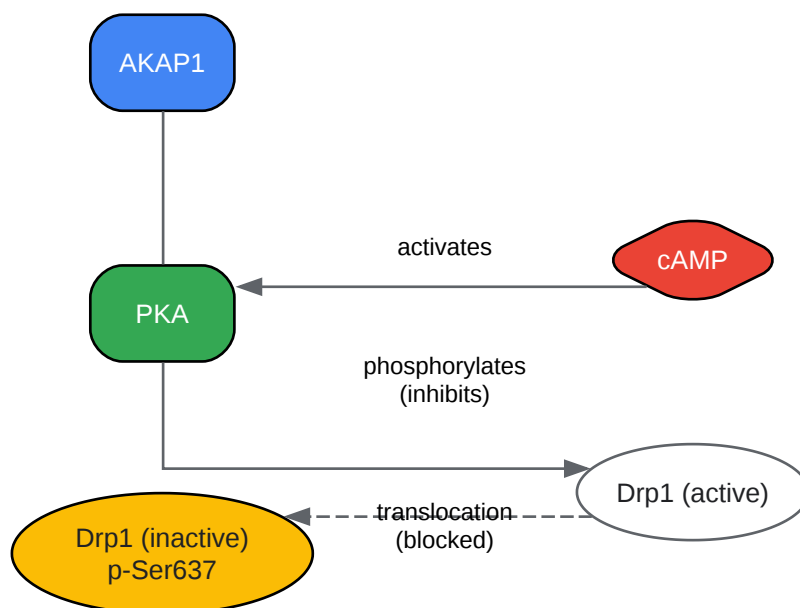 AKAP1
activates
cAMP
PKA
phosphorylates
(inhibits)
Drp1 (active)
translocation
(blocked)
Drp1 (inactive)
p-Ser637